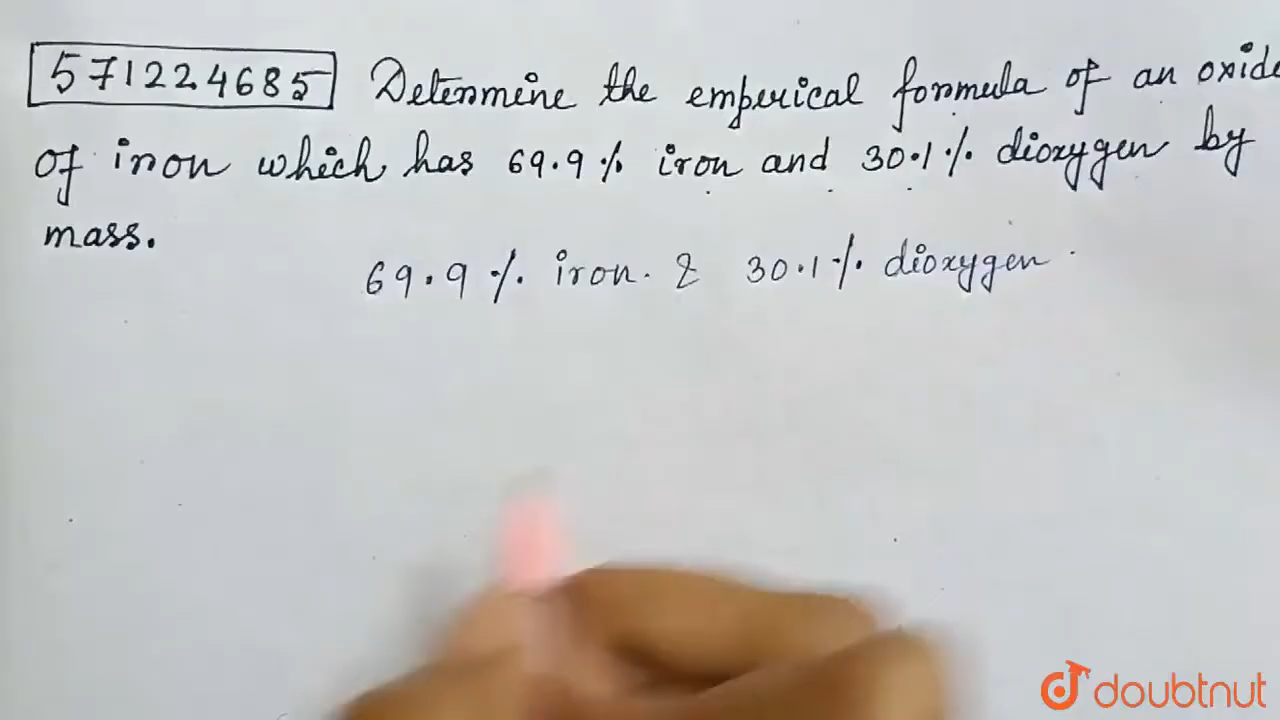 571224685 Determine the emperical formula of an oxide
of iron which has 69.9% iron and 30.1% dioxygen by
mass.
69.9% iron. & 30.1% dioxygen.
doubtnut